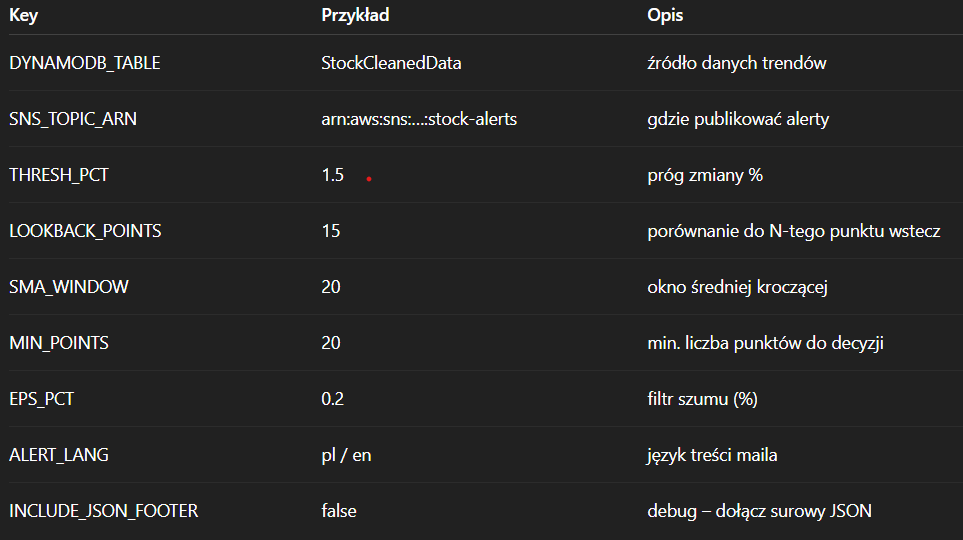 Key Przykład Opis
DYNAMODB_TABLE StockCleanedData źródło danych trendów
SNS_TOPIC_ARN arn:aws:sns:...:stock-alerts gdzie publikować alerty
THRESH_PCT 1.5 próg zmiany %
LOOKBACK_POINTS 15 porównanie do N-tego punktu wstecz
SMA_WINDOW 20 okno średniej kroczącej
MIN_POINTS 20 min. liczba punktów do decyzji
EPS_PCT 0.2 filtr szumu (%)
ALERT_LANG pl / en język treści maila
INCLUDE_JSON_FOOTER false debug – dołącz surowy JSON